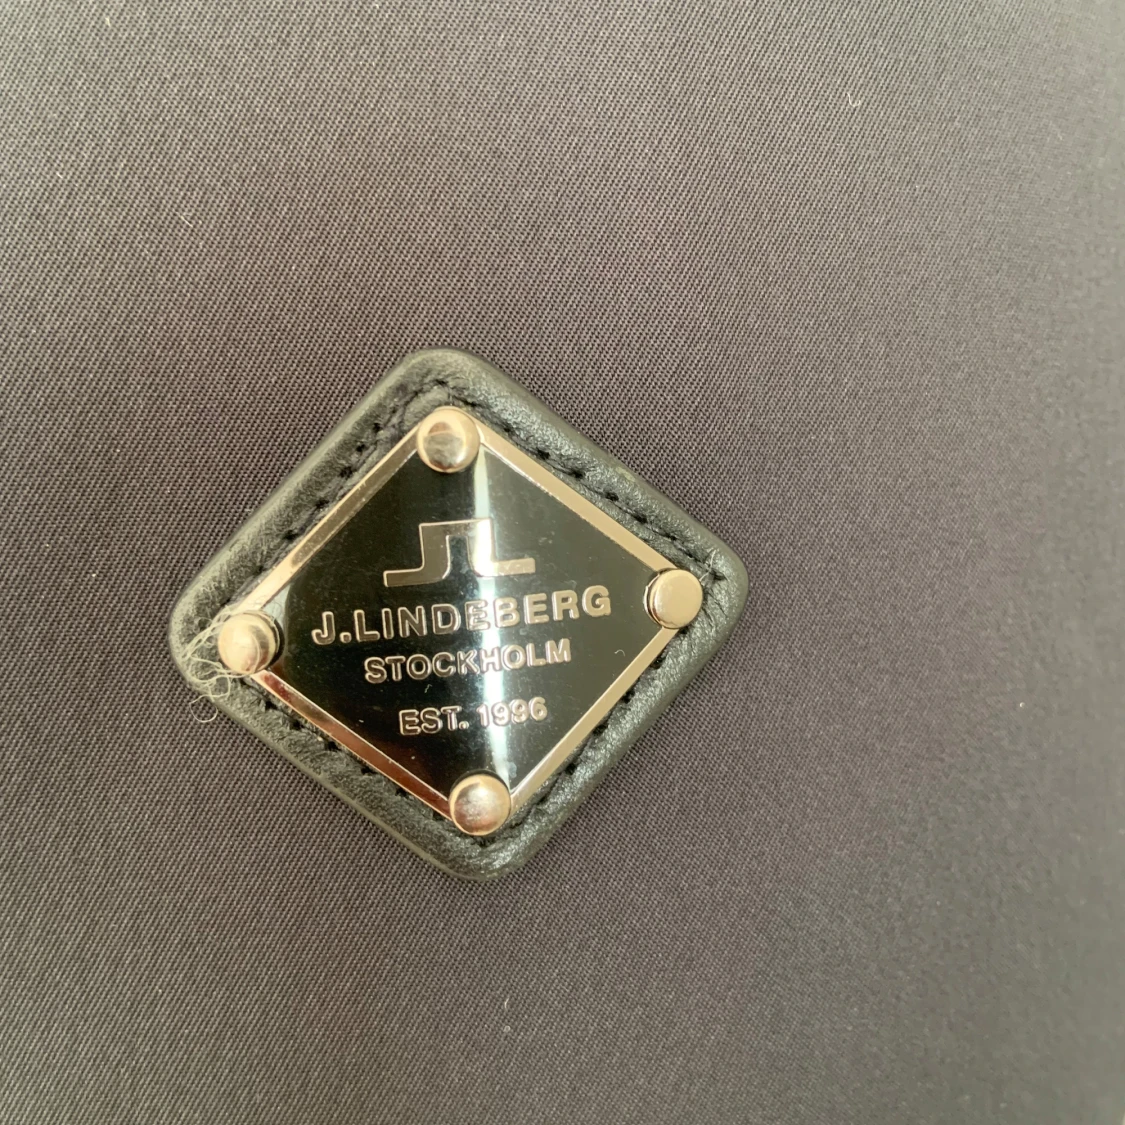 J.LINDEBERG
STOCKHOLM
EST. 1996